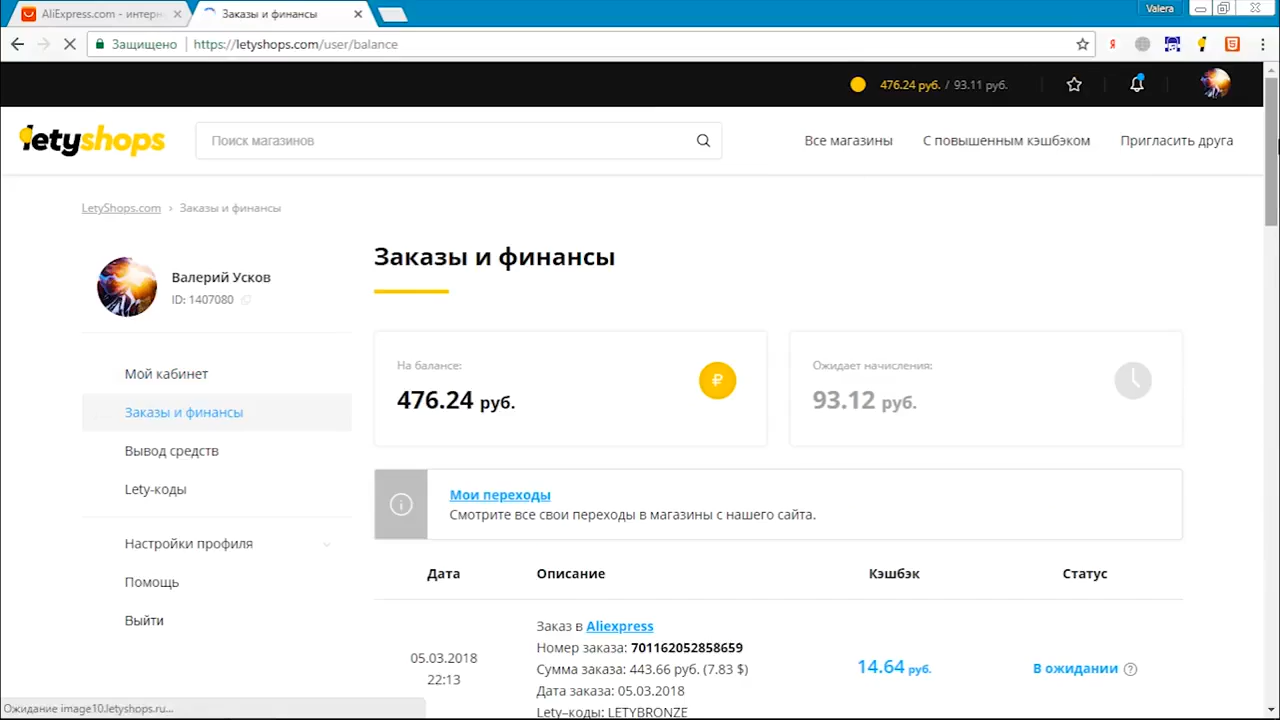 AliExpress.com - интерн
Заказы и финансы
Valera
Защищено
https://letyshops.com/user/balance
476.24 руб. / 93.11 руб.
letyshops
Поиск магазинов
Все магазины
С повышенным кэшбэком
Пригласить друга
LetyShops.com › Заказы и финансы
Валерий Усков
ID: 1407080
Мой кабинет
Заказы и финансы
Вывод средств
Lety-коды
Настройки профиля
Помощь
Выйти
Заказы и финансы
На балансе:
476.24 руб.
₽
Ожидает начисления:
93.12 руб.
Мои переходы
Смотрите все свои переходы в магазины с нашего сайта.
Дата Описание Кэшбэк Статус
05.03.2018
22:13
Заказ в Aliexpress
Номер заказа: 701162052858659
Сумма заказа: 443.66 руб. (7.83 $)
Дата заказа: 05.03.2018
Lety–коды: LETYBRONZE
14.64 руб.
В ожидании ?
Ожидание image10.letyshops.ru...